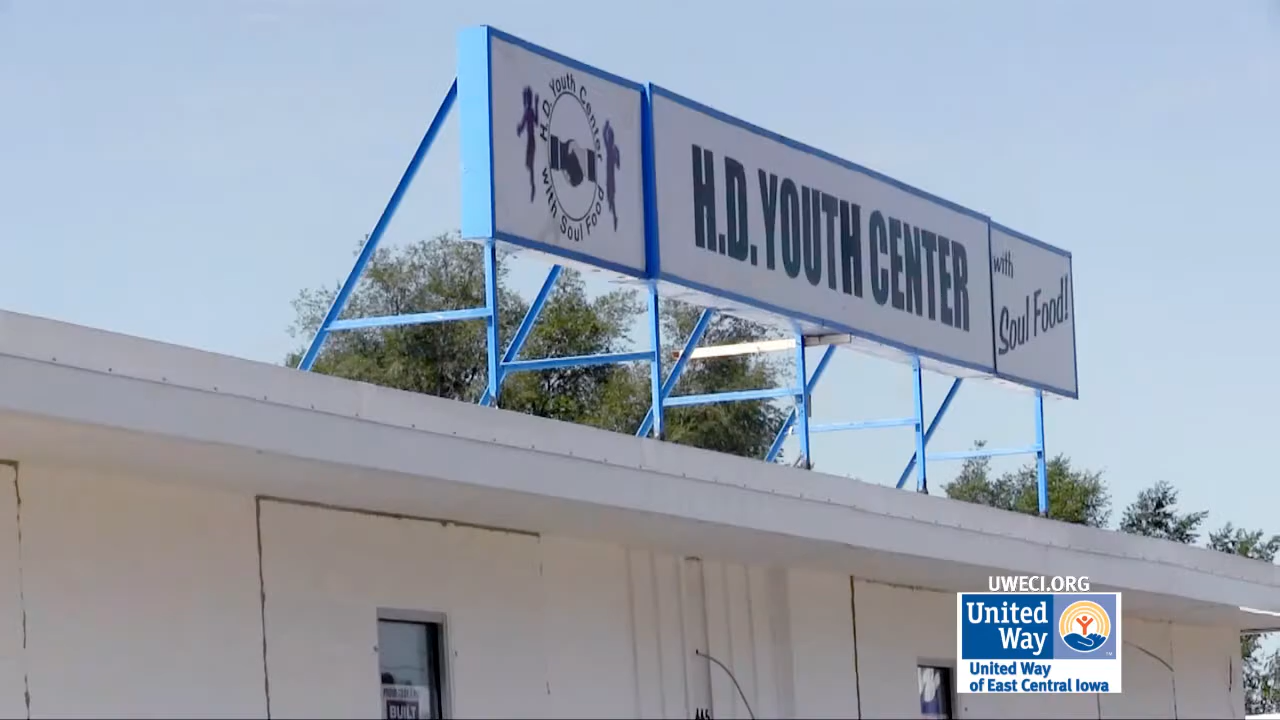 H.D. Youth Center
with Soul Food
H.D. YOUTH CENTER
with
Soul Food!
UWECI.ORG
United
Way
United Way
of East Central Iowa
BUILT